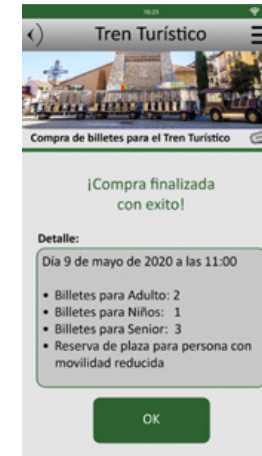 10:23
Tren Turístico
Compra de billetes para el Tren Turístico
¡Compra finalizada
con exito!
Detalle:
Día 9 de mayo de 2020 a las 11:00
• Billetes para Adulto: 2
• Billetes para Niños: 1
• Billetes para Senior: 3
• Reserva de plaza para persona con
movilidad reducida
OK